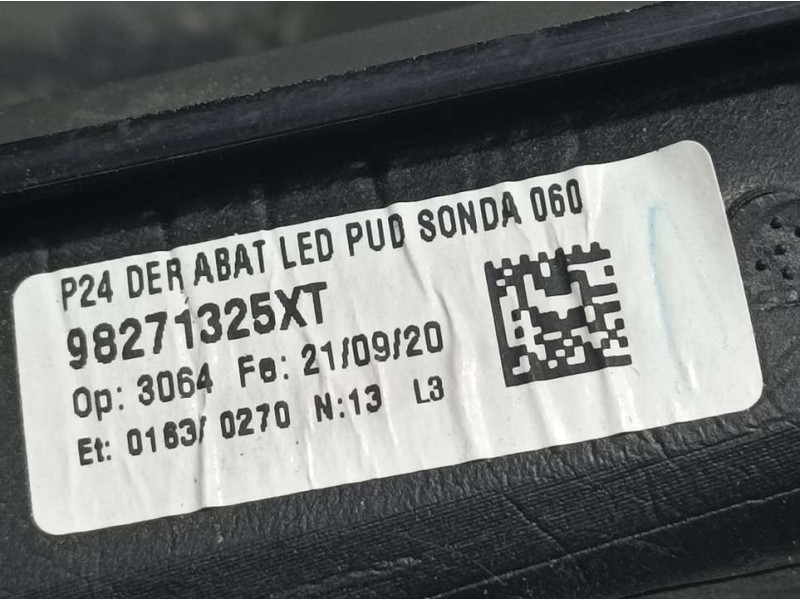 P24 DER ABAT LED PUD SONDA 060
98271325XT
Op: 3064 Fe: 21/09/20
Et: 0163/ 0270 N:13 L3